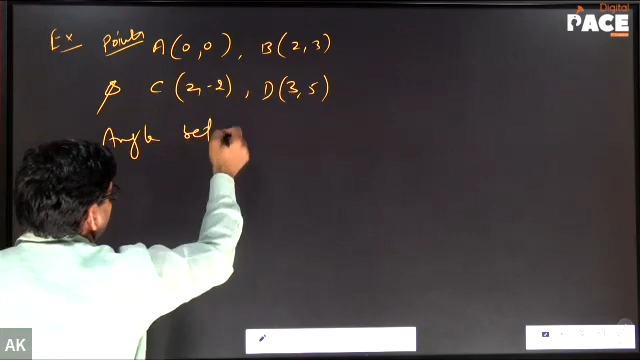 Ex Points A(0,0), B(2,3)
C(2,-2), D(3,5)
Angle bet
Digital
PACE
AK